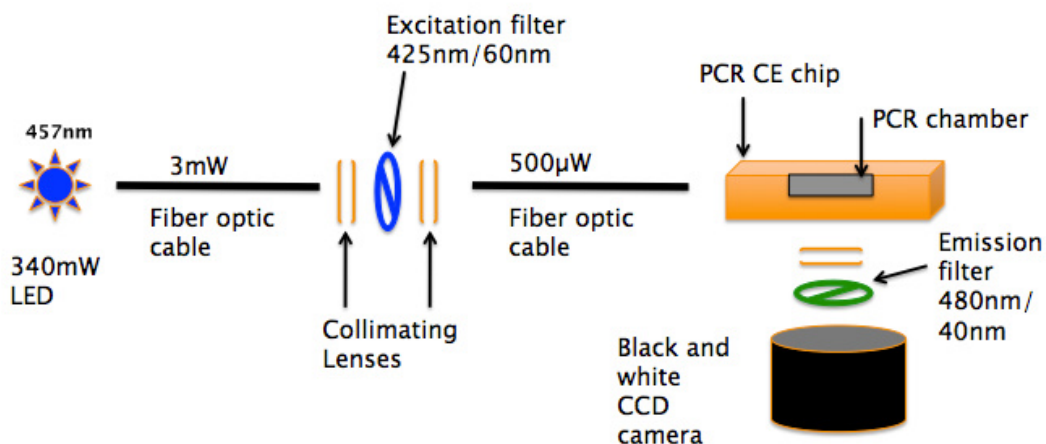 Excitation filter
425nm/60nm
PCR CE chip
PCR chamber
457nm
3mW
500µW
Fiber optic
cable
Fiber optic
cable
340mW
LED
Collimating
Lenses
Emission
filter
480nm/
40nm
Black and
white
CCD
camera